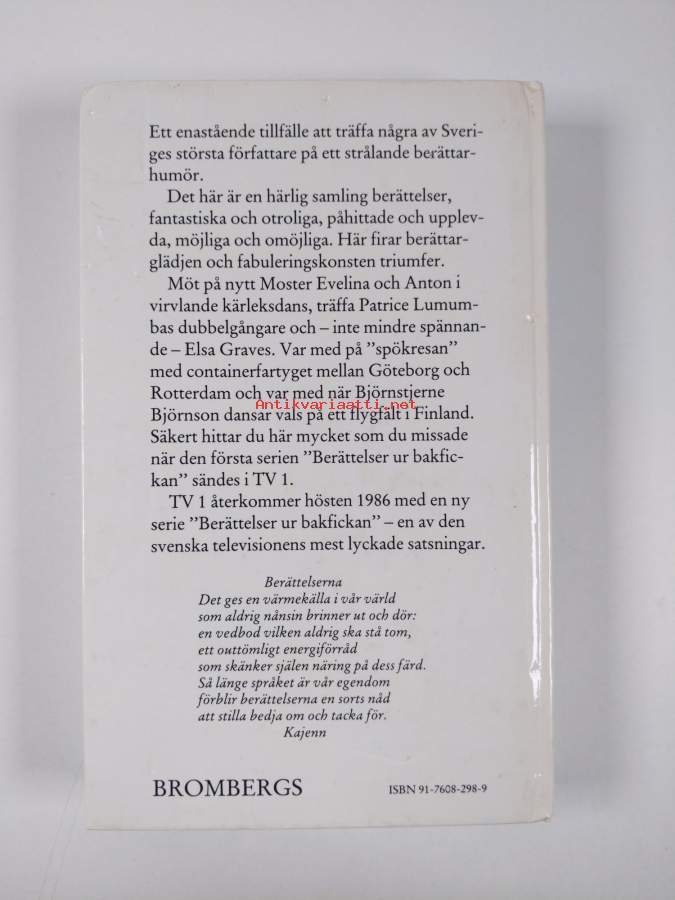 Ett enastående tillfälle att träffa några av Sveri-
ges största författare på ett strålande berättar-
humör.
Det här är en härlig samling berättelser,
fantastiska och otroliga, påhittade och upplev-
da, möjliga och omöjliga. Här firar berättar-
glädjen och fabuleringskonsten triumfer.
Möt på nytt Moster Evelina och Anton i
virvlande kärleksdans, träffa Patrice Lumum-
bas dubbelgångare och – inte mindre spännan-
de – Elsa Graves. Var med på ”spökresan”
med containerfartyget mellan Göteborg och
Rotterdam och var med när Björnstjerne
Antikvariaatti.net
Björnson dansar vals på ett flygfält i Finland.
Säkert hittar du här mycket som du missade
när den första serien ”Berättelser ur bakfic-
kan” sändes i TV 1.
TV 1 återkommer hösten 1986 med en ny
serie ”Berättelser ur bakfickan” – en av den
svenska televisionens mest lyckade satsningar.
Berättelserna
Det ges en värmekälla i vår värld
som aldrig nånsin brinner ut och dör:
en vedbod vilken aldrig ska stå tom,
ett outtömligt energiförråd
som skänker själen näring på dess färd.
Så länge språket är vår egendom
förblir berättelserna en sorts nåd
att stilla bedja om och tacka för.
Kajenn
BROMBERGS
ISBN 91-7608-298-9